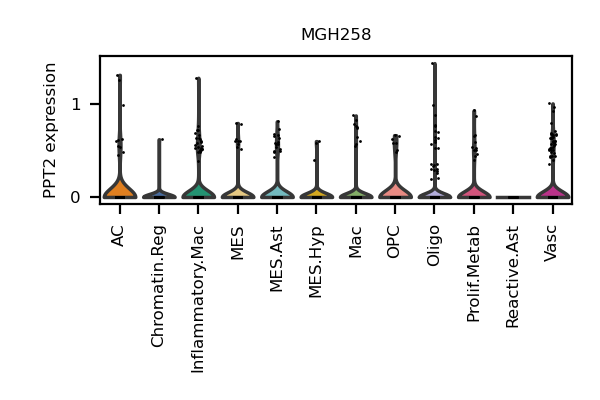 MGH258
PPT2 expression
1
0
AC
Chromatin.Reg
Inflammatory.Mac
MES
MES.Ast
MES.Hyp
Mac
OPC
Oligo
Prolif.Metab
Reactive.Ast
Vasc